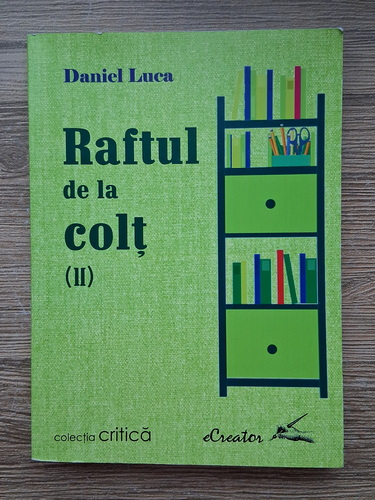 Daniel Luca
Raftul
de la
colț
(II)
colecția critică
eCreator